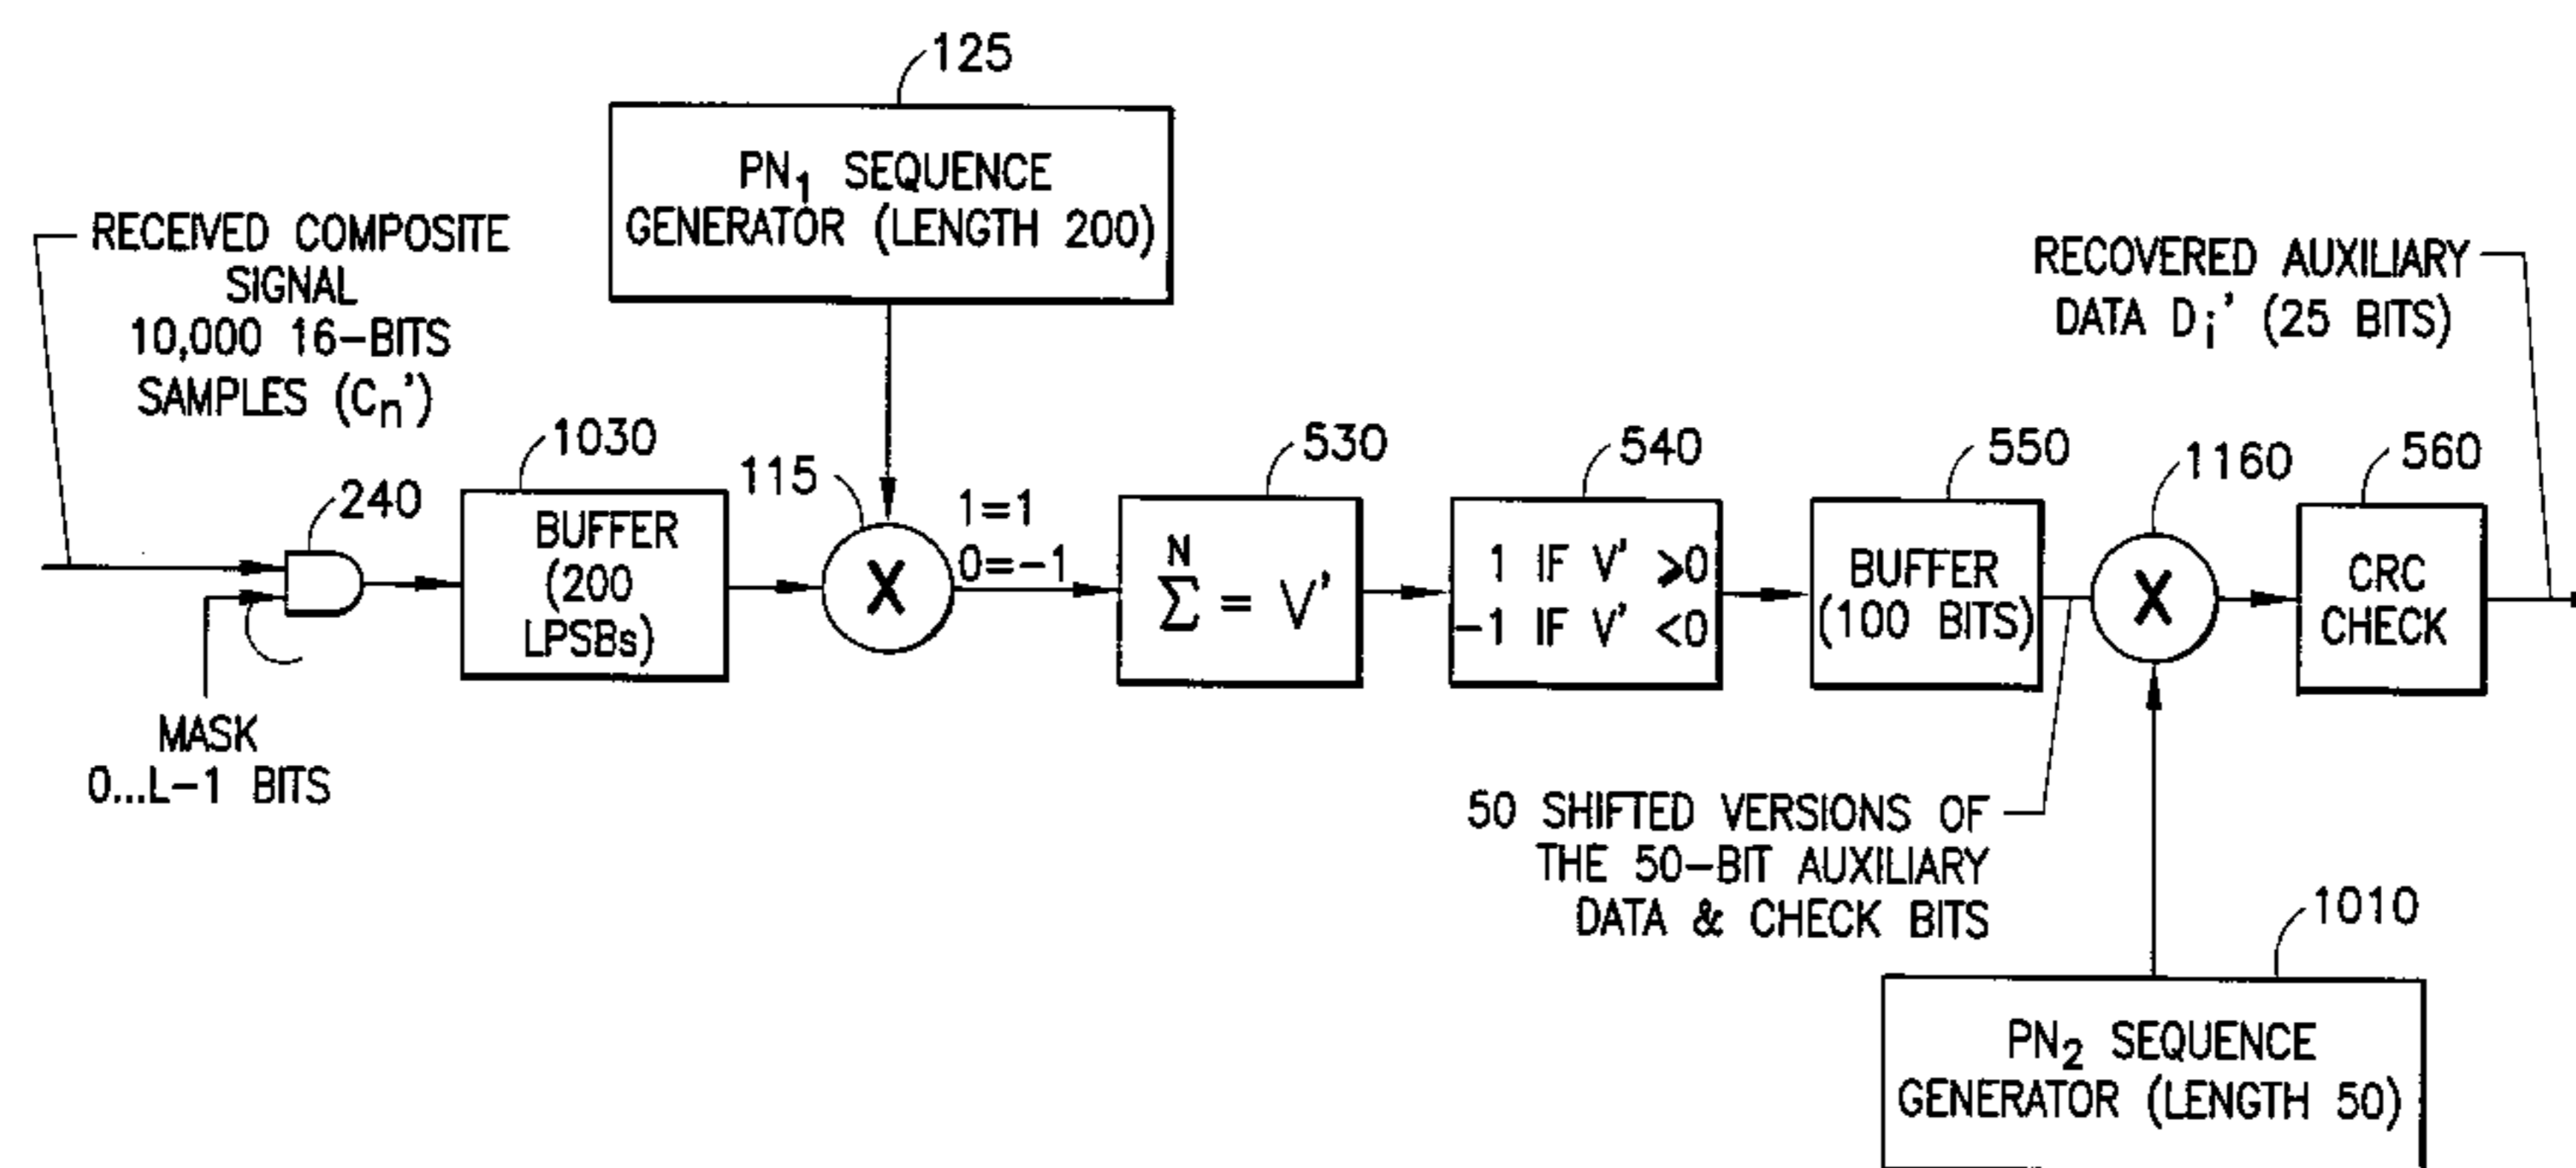 125
PN1 SEQUENCE
GENERATOR (LENGTH 200)
RECEIVED COMPOSITE
SIGNAL
10,000 16-BITS
SAMPLES (Cn')
RECOVERED AUXILIARY
DATA Di' (25 BITS)
240
1030
BUFFER
(200
LPSBs)
115
X
1=1
0=-1
530
N
Σ = V'
540
1 IF V' >0
-1 IF V' <0
550
BUFFER
(100 BITS)
1160
X
560
CRC
CHECK
MASK
0...L-1 BITS
50 SHIFTED VERSIONS OF
THE 50-BIT AUXILIARY
DATA & CHECK BITS
1010
PN2 SEQUENCE
GENERATOR (LENGTH 50)